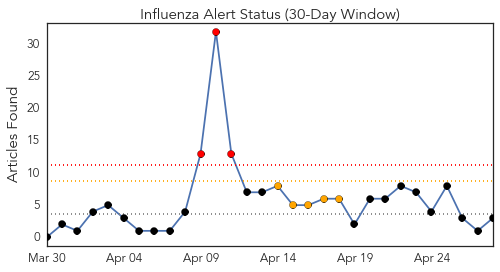 Influenza Alert Status (30-Day Window)
Articles Found
30
25
20
15
10
5
0
Mar 30 Apr 04 Apr 09 Apr 14 Apr 19 Apr 24